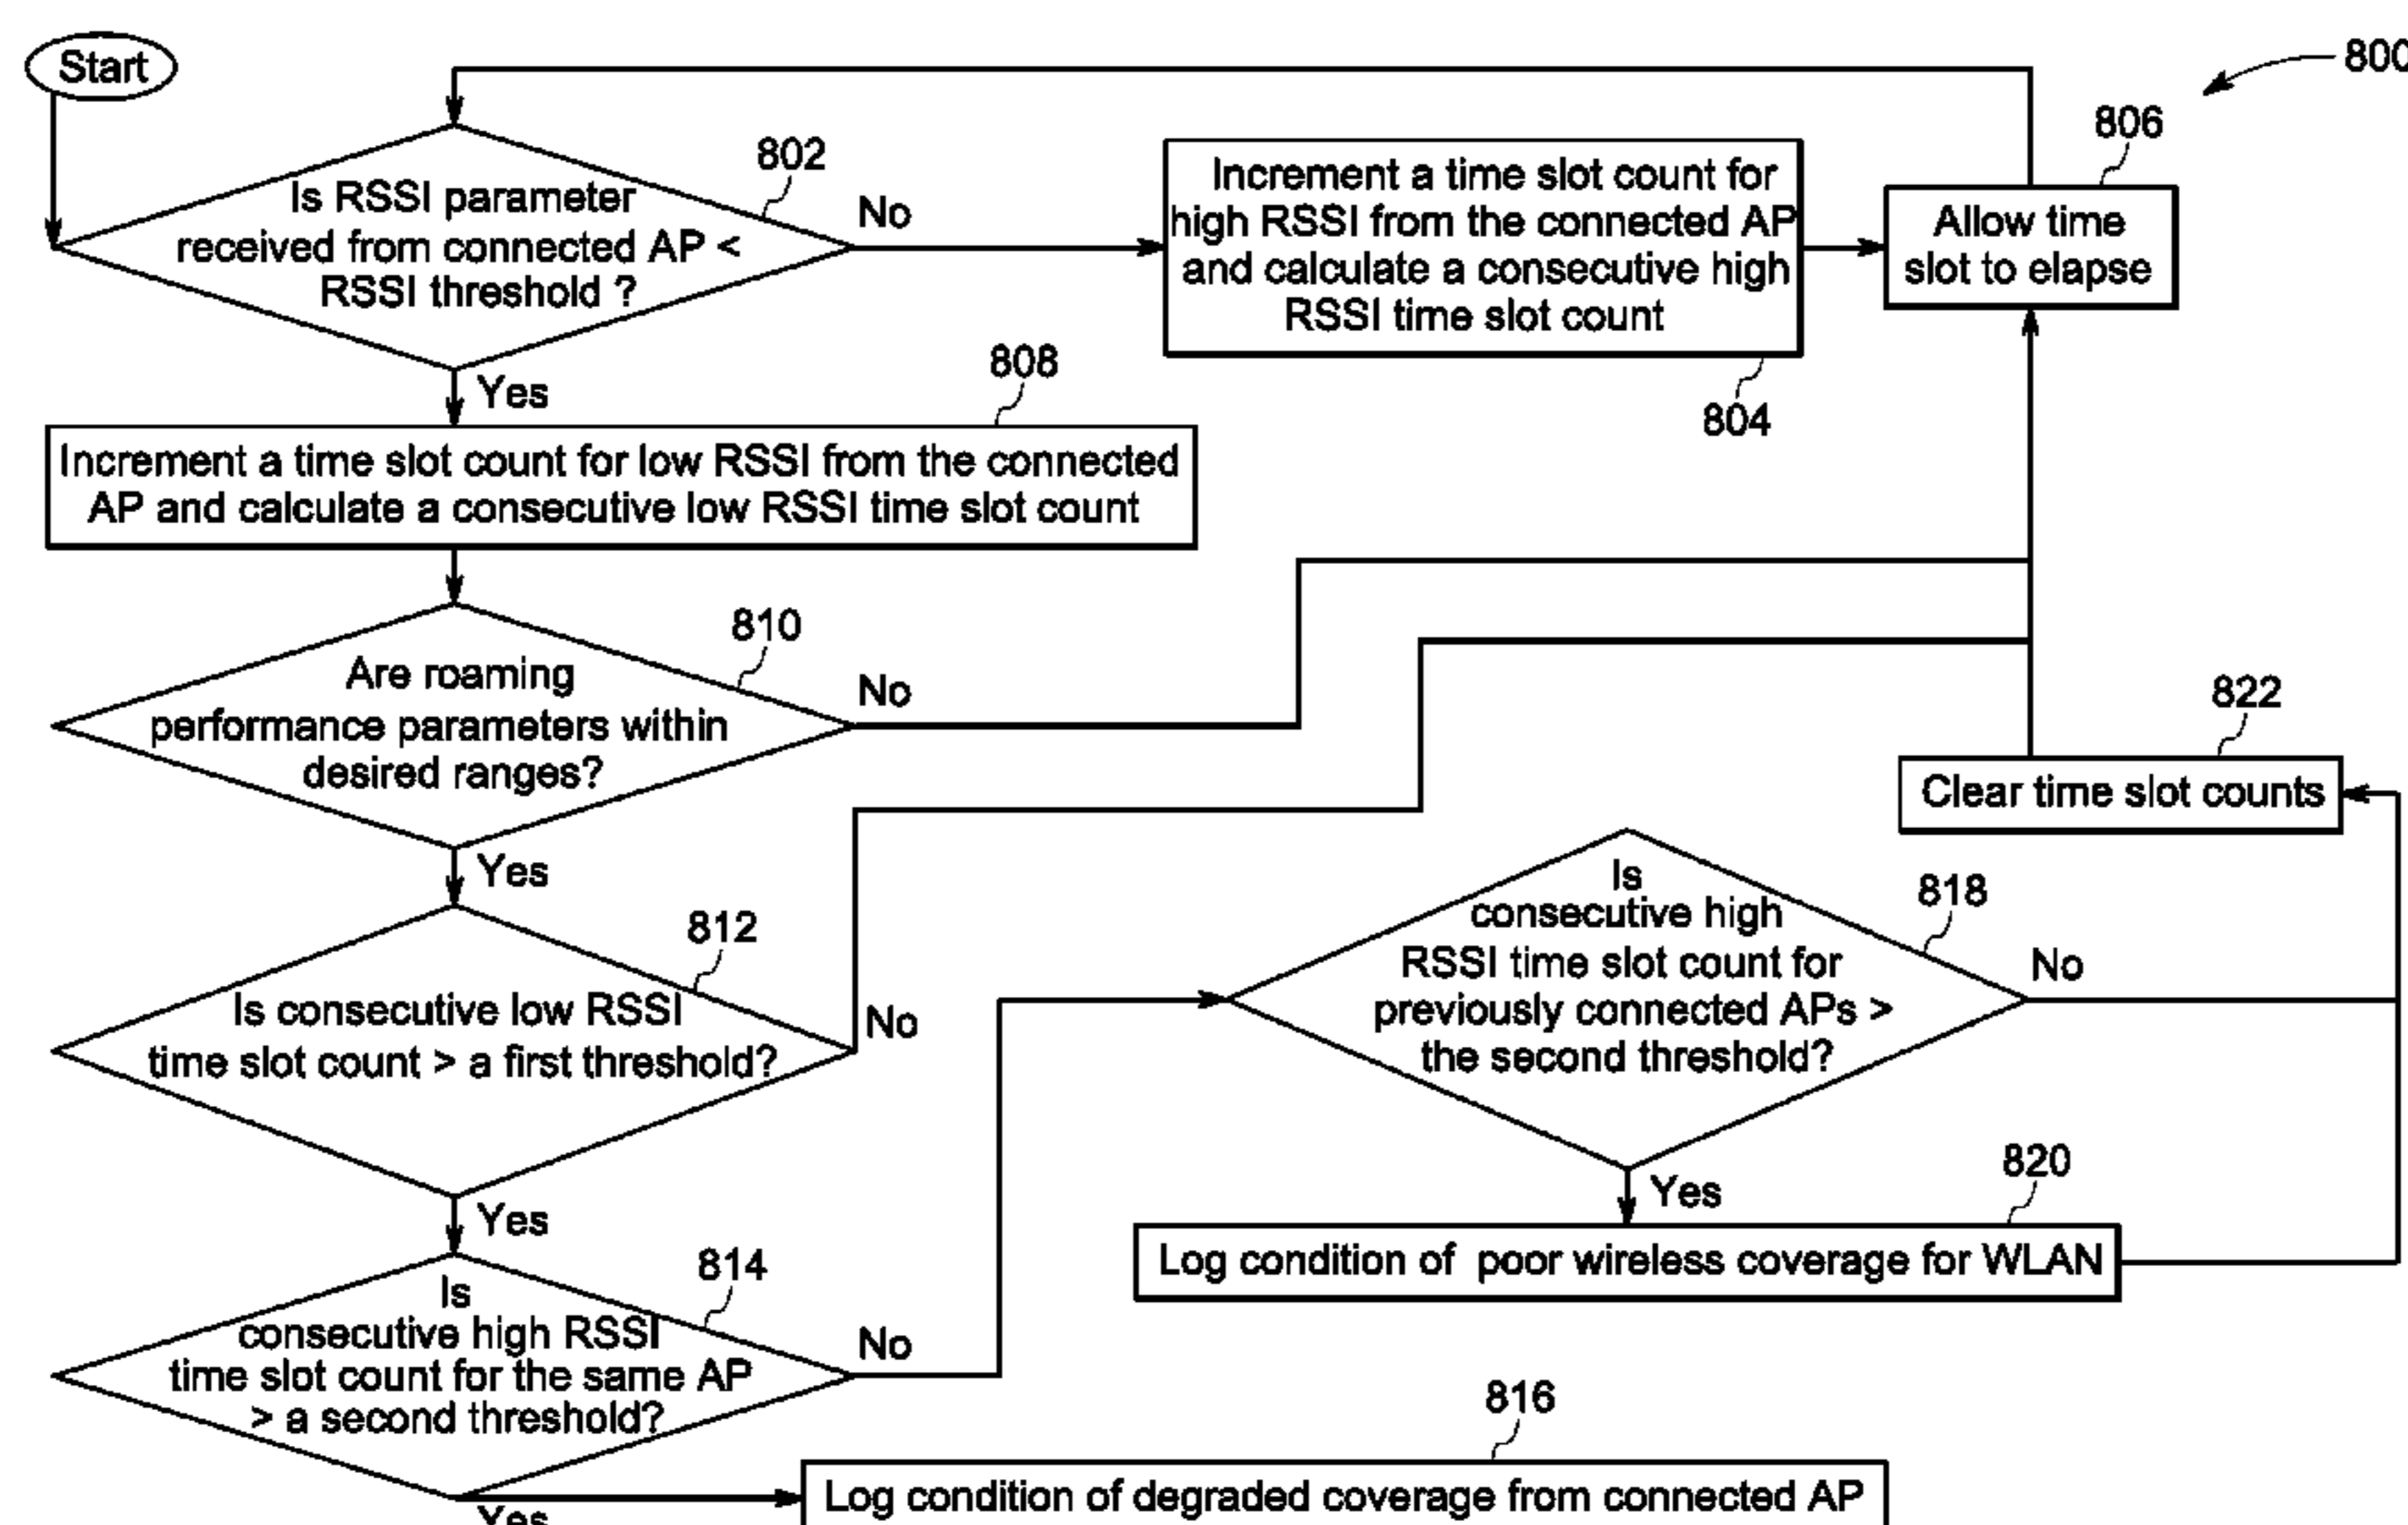 Start
800
802
Is RSSI parameter
received from connected AP <
RSSI threshold ?
No
Increment a time slot count for
high RSSI from the connected AP
and calculate a consecutive high
RSSI time slot count
804
806
Allow time
slot to elapse
Yes
808
Increment a time slot count for low RSSI from the connected
AP and calculate a consecutive low RSSI time slot count
810
Are roaming
performance parameters within
desired ranges?
No
Yes
812
Is consecutive low RSSI
time slot count > a first threshold?
No
Yes
814
Is
consecutive high RSSI
time slot count for the same AP
> a second threshold?
No
Yes
816
Log condition of degraded coverage from connected AP
818
Is
consecutive high
RSSI time slot count for
previously connected APs >
the second threshold?
No
Yes
820
Log condition of poor wireless coverage for WLAN
822
Clear time slot counts